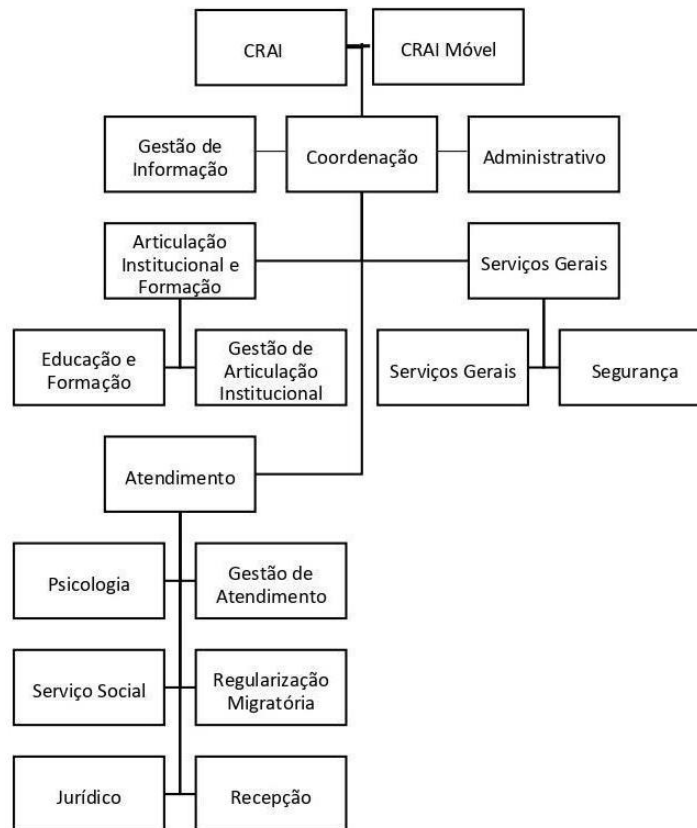 CRAI
CRAI Móvel
Gestão de
Informação
Coordenação
Administrativo
Articulação
Institucional e
Formação
Serviços Gerais
Educação e
Formação
Gestão de
Articulação
Institucional
Serviços Gerais
Segurança
Atendimento
Psicologia
Gestão de
Atendimento
Serviço Social
Regularização
Migratória
Jurídico
Recepção